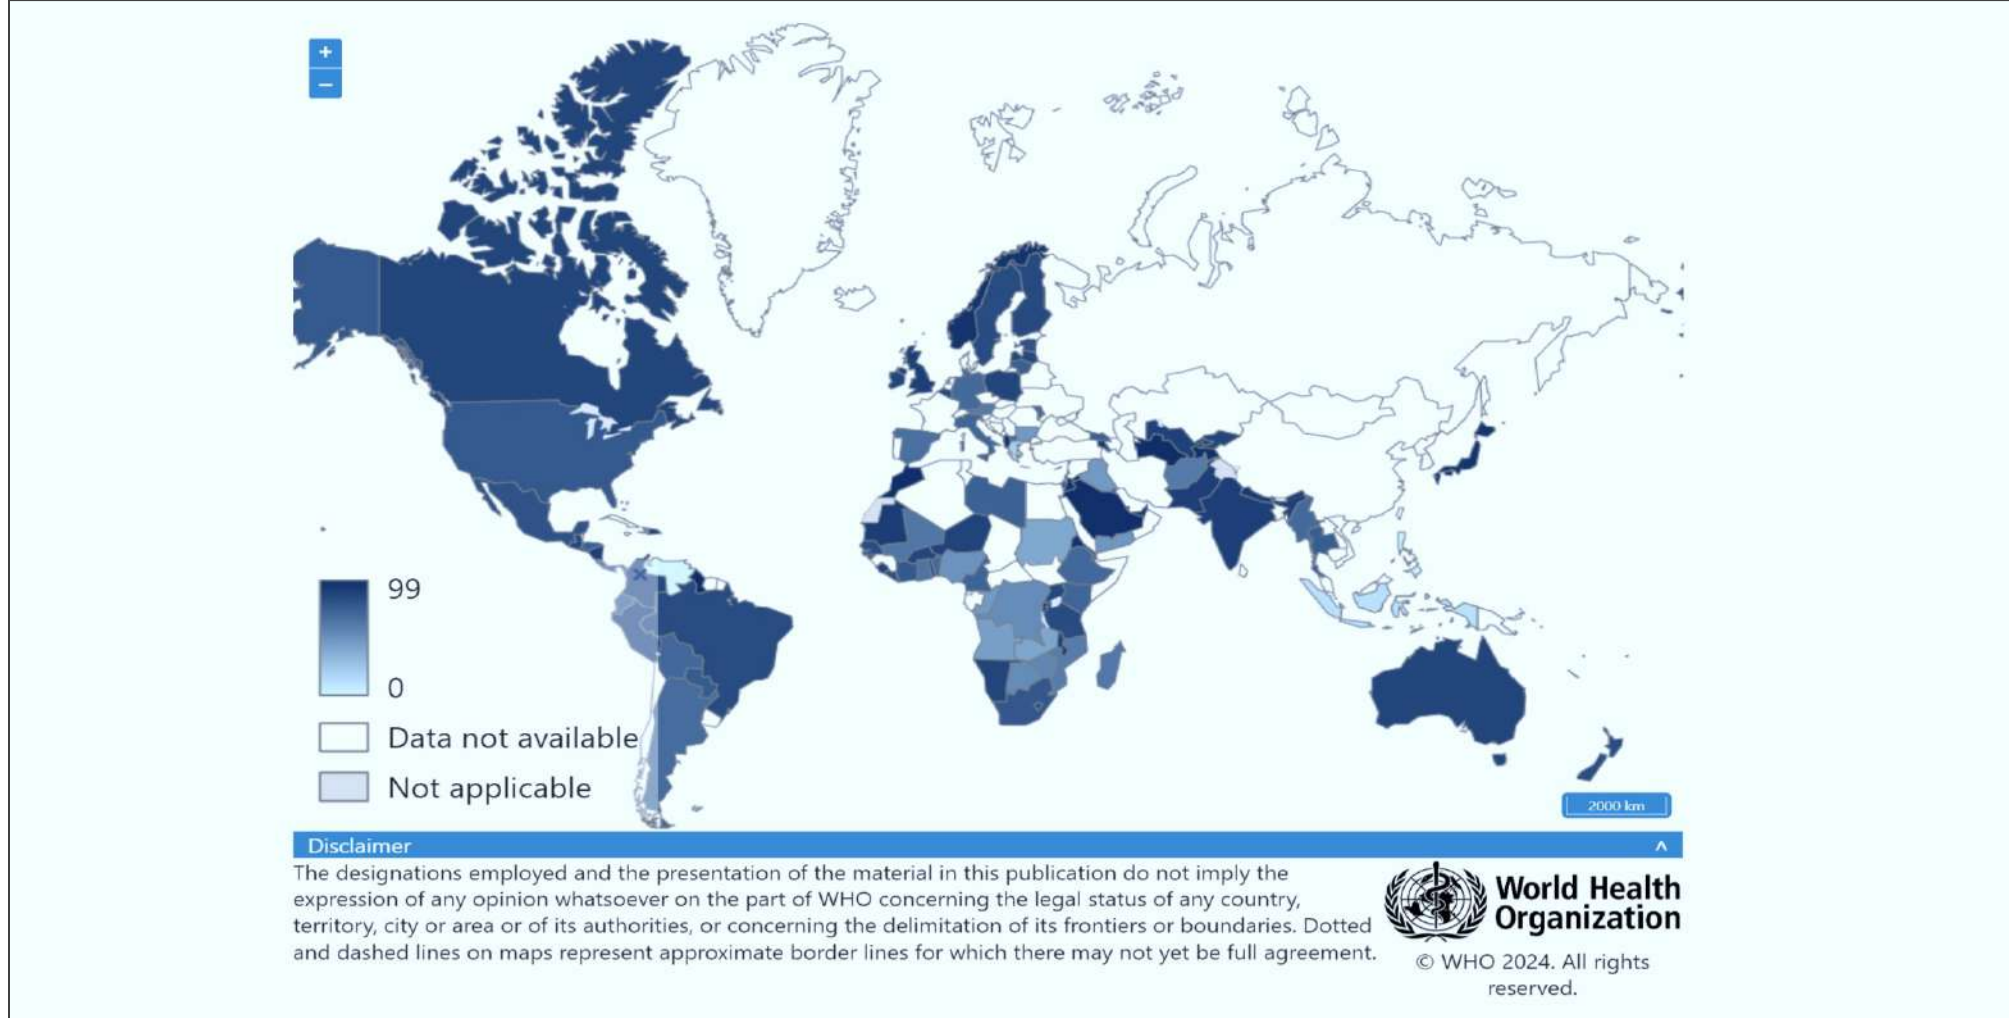 +
−
99
0
Data not available
Not applicable
2000 km
Disclaimer ^
The designations employed and the presentation of the material in this publication do not imply the
expression of any opinion whatsoever on the part of WHO concerning the legal status of any country,
territory, city or area or of its authorities, or concerning the delimitation of its frontiers or boundaries. Dotted
and dashed lines on maps represent approximate border lines for which there may not yet be full agreement.
World Health
Organization
© WHO 2024. All rights
reserved.